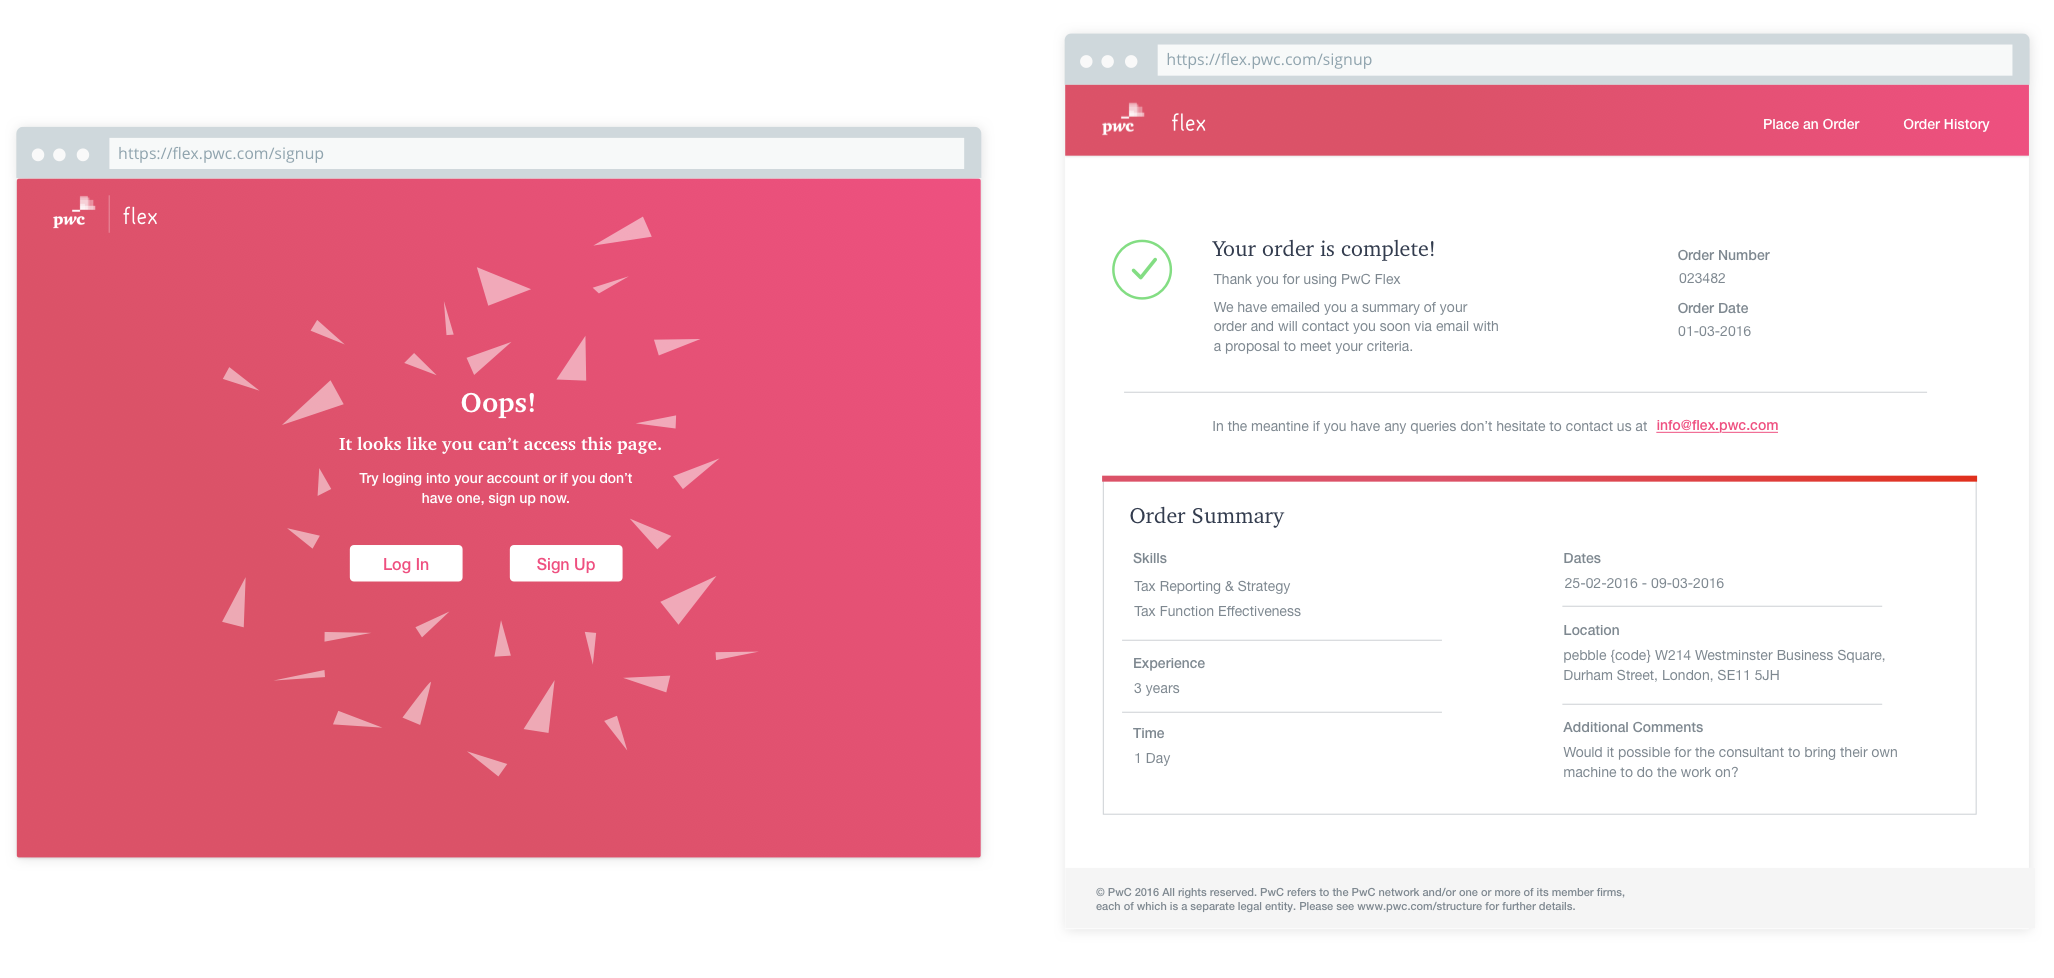 https://flex.pwc.com/signup
pwc
flex
Oops!
It looks like you can't access this page.
Try loging into your account or if you don't
have one, sign up now.
Log In
Sign Up
https://flex.pwc.com/signup
pwc
flex
Place an Order
Order History
Your order is complete!
Thank you for using PwC Flex
We have emailed you a summary of your
order and will contact you soon via email with
a proposal to meet your criteria.
Order Number
023482
Order Date
01-03-2016
In the meantine if you have any queries don't hesitate to contact us at info@flex.pwc.com
Order Summary
Skills
Tax Reporting & Strategy
Tax Function Effectiveness
Experience
3 years
Time
1 Day
Dates
25-02-2016 - 09-03-2016
Location
pebble {code} W214 Westminster Business Square,
Durham Street, London, SE11 5JH
Additional Comments
Would it possible for the consultant to bring their own
machine to do the work on?
© PwC 2016 All rights reserved. PwC refers to the PwC network and/or one or more of its member firms,
each of which is a separate legal entity. Please see www.pwc.com/structure for further details.